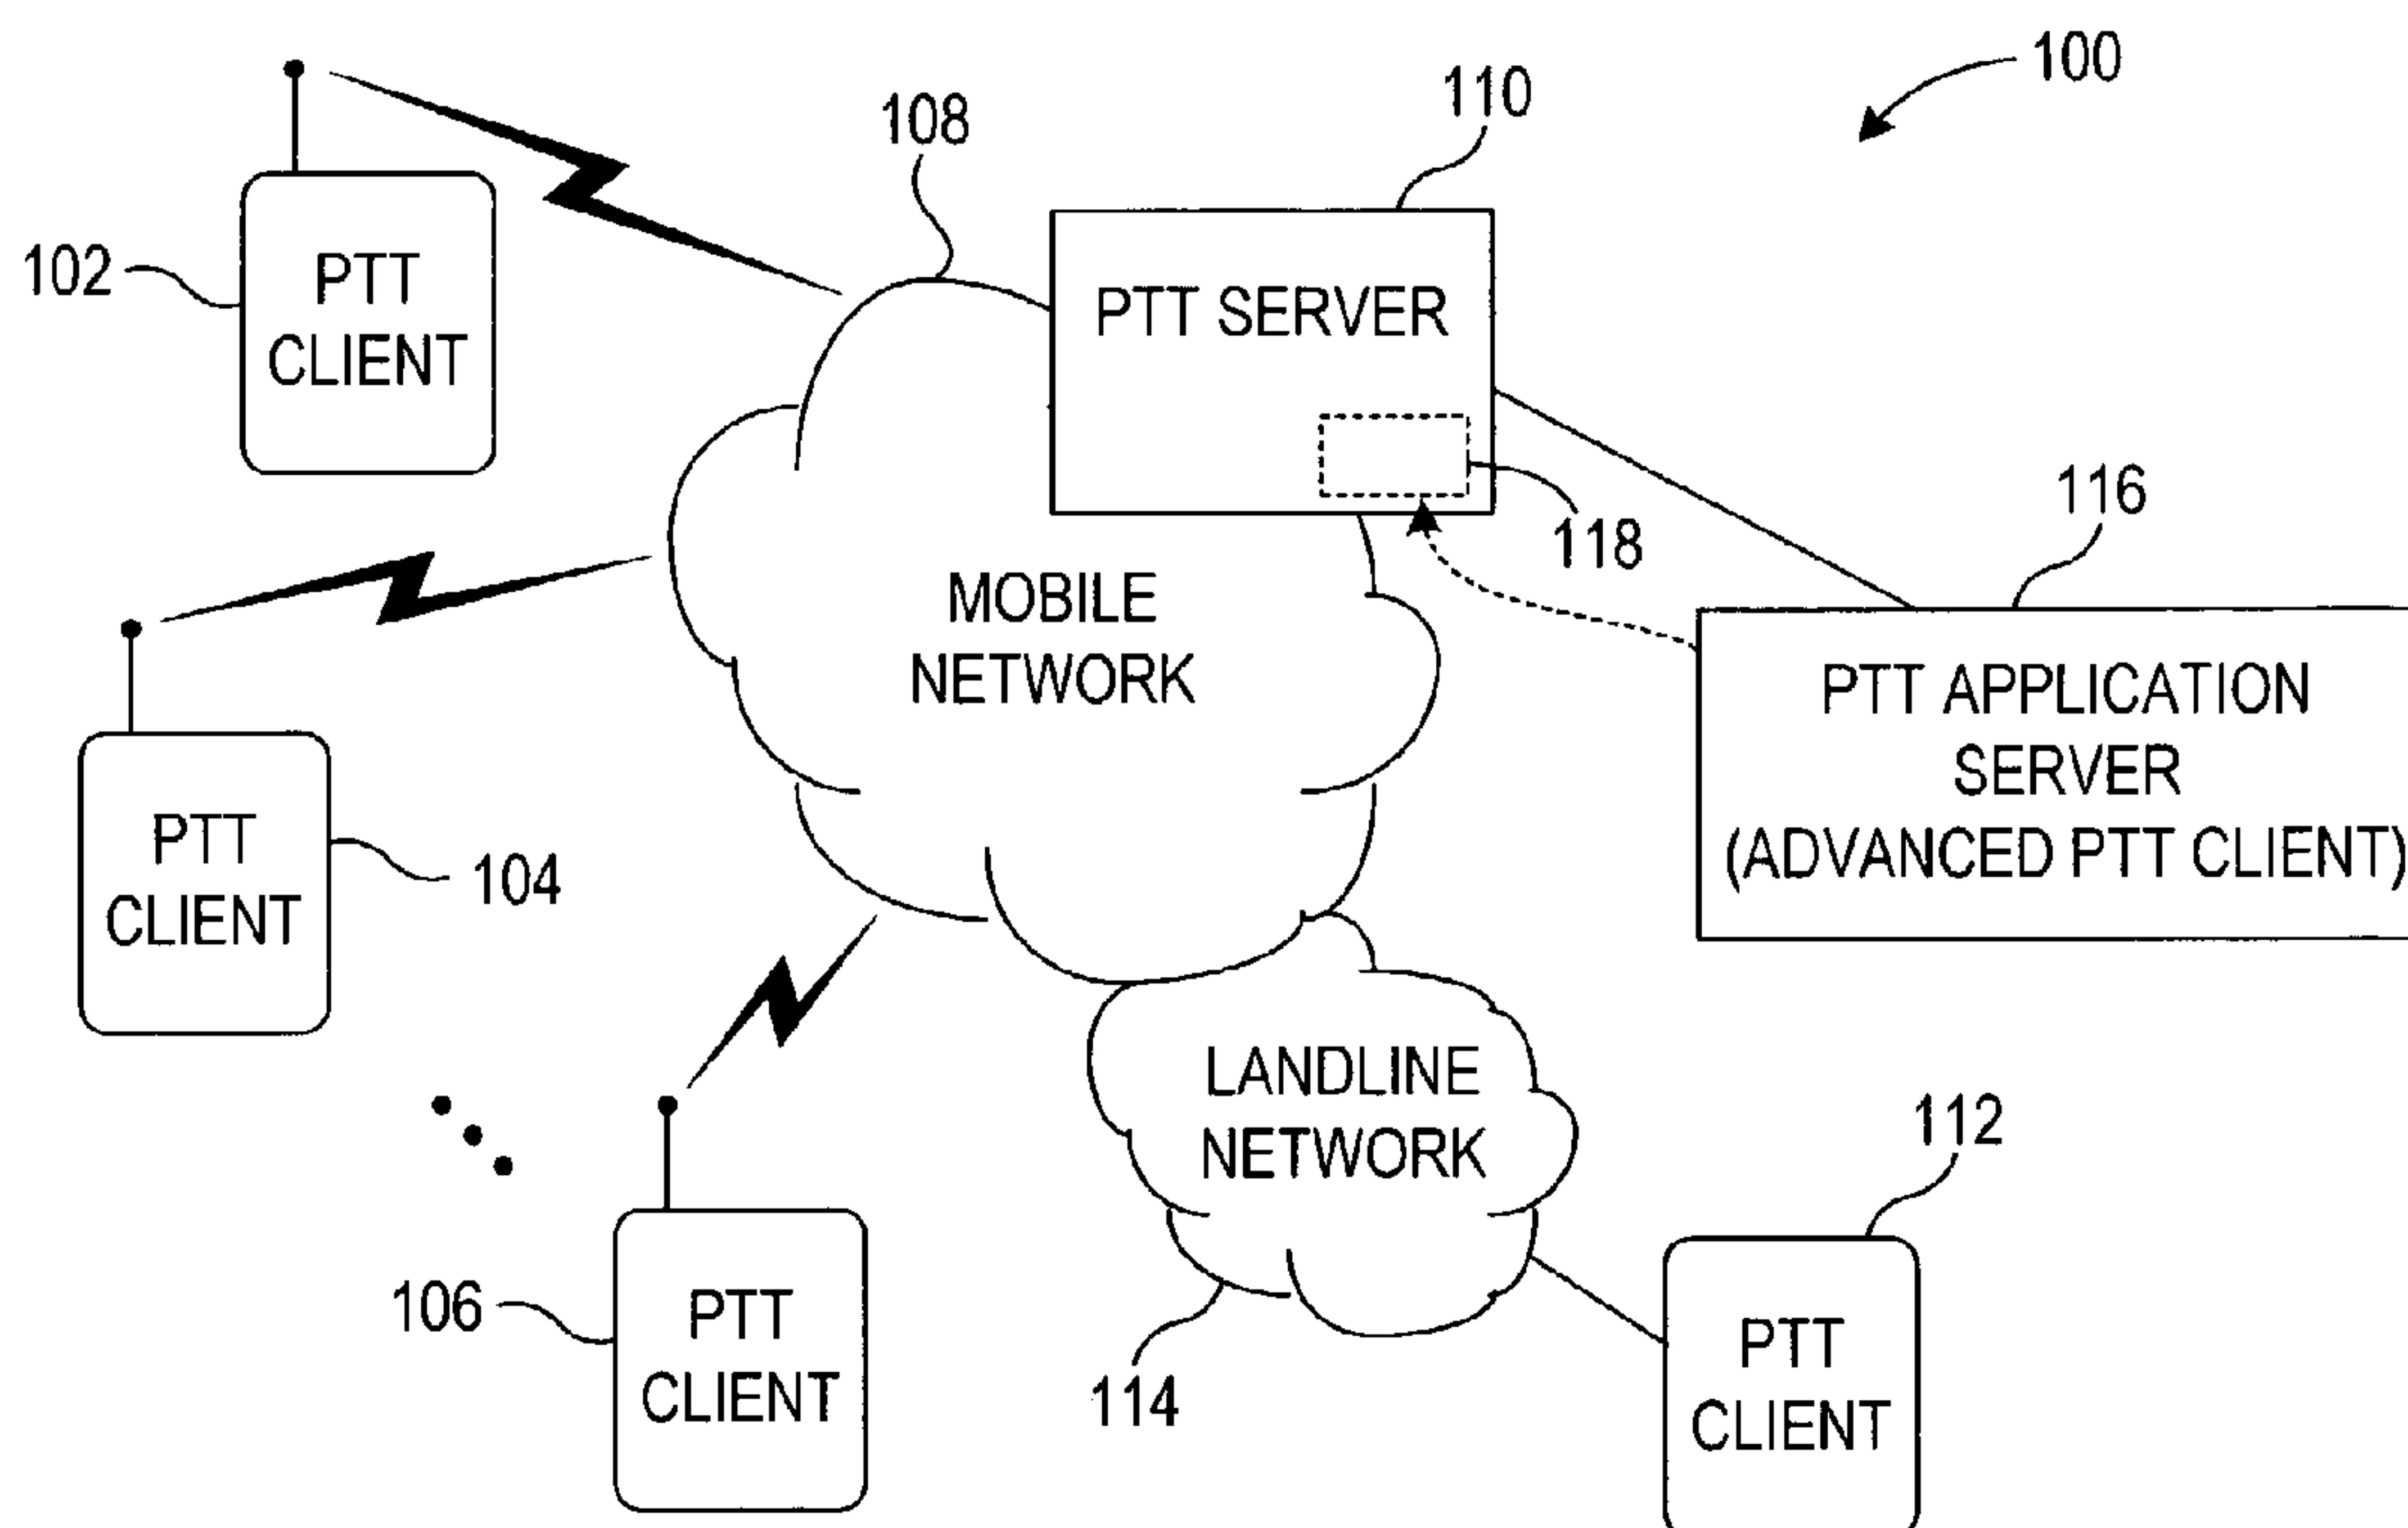 100
110
108
102
PTT
CLIENT
PTT SERVER
118
116
MOBILE
NETWORK
PTT APPLICATION
SERVER
(ADVANCED PTT CLIENT)
PTT
CLIENT
104
LANDLINE
NETWORK
112
106
PTT
CLIENT
114
PTT
CLIENT